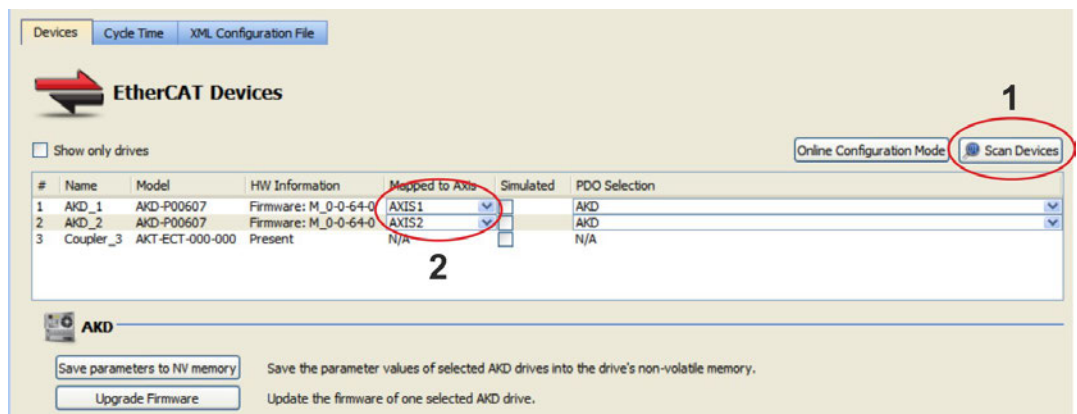 Devices Cycle Time XML Configuration File
EtherCAT Devices
1
Show only drives Online Configuration Mode Scan Devices
# Name Model HW Information Mapped to Axis Simulated PDO Selection
1 AKD_1 AKD-P00607 Firmware: M_0-0-64-0 AXIS1 AKD
2 AKD_2 AKD-P00607 Firmware: M_0-0-64-0 AXIS2 AKD
3 Coupler_3 AKT-ECT-000-000 Present N/A N/A
2
AKD
Save parameters to NV memory Save the parameter values of selected AKD drives into the drive's non-volatile memory.
Upgrade Firmware Update the firmware of one selected AKD drive.